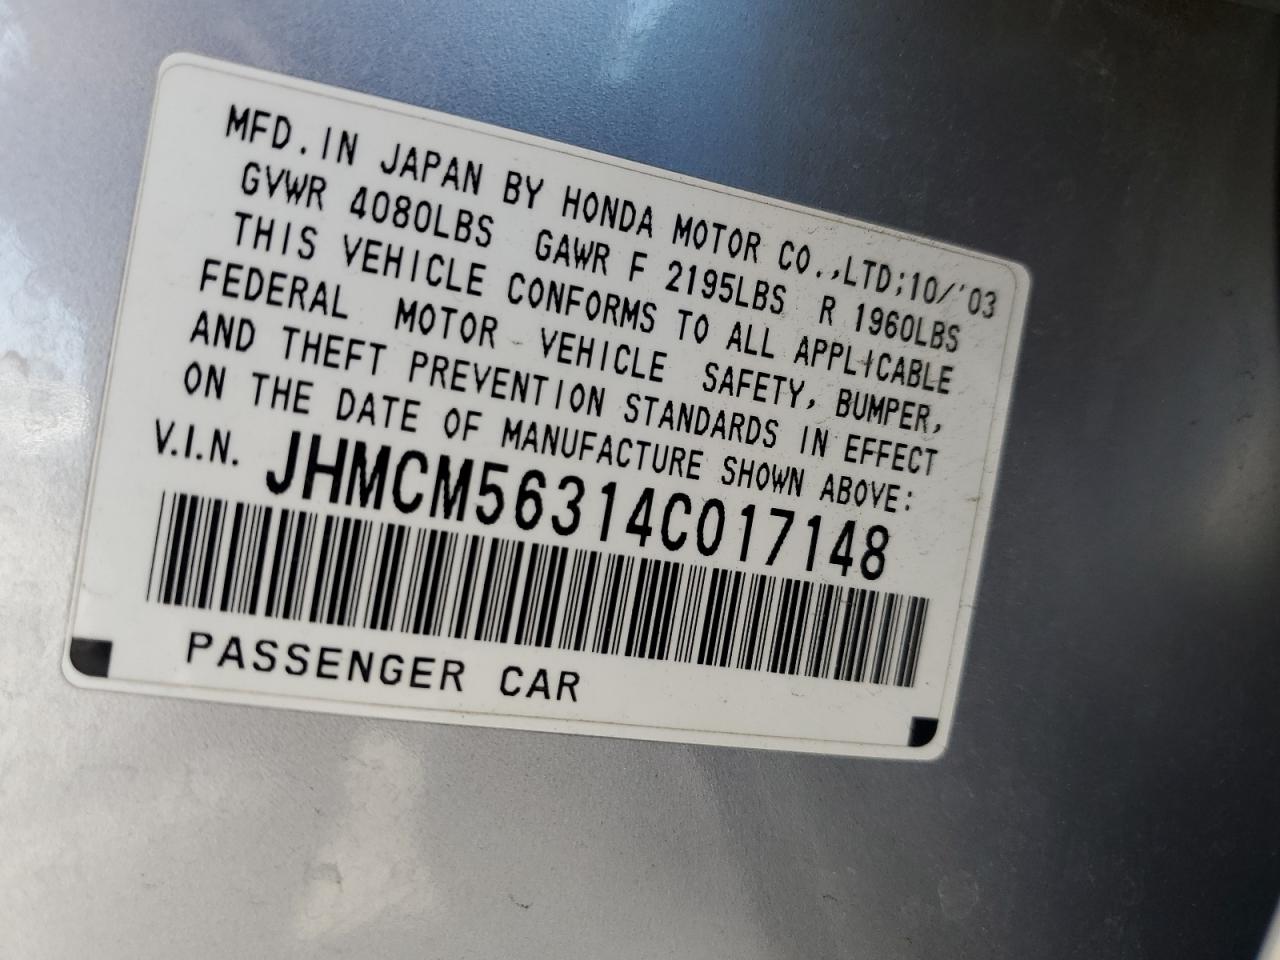 MFD.IN JAPAN BY HONDA MOTOR CO.,LTD;10/'03
GVWR 4080LBS GAWR F 2195LBS R 1960LBS
THIS VEHICLE CONFORMS TO ALL APPLICABLE
FEDERAL MOTOR VEHICLE SAFETY, BUMPER,
AND THEFT PREVENTION STANDARDS IN EFFECT
ON THE DATE OF MANUFACTURE SHOWN ABOVE:
V.I.N. JHMCM56314C017148
PASSENGER CAR